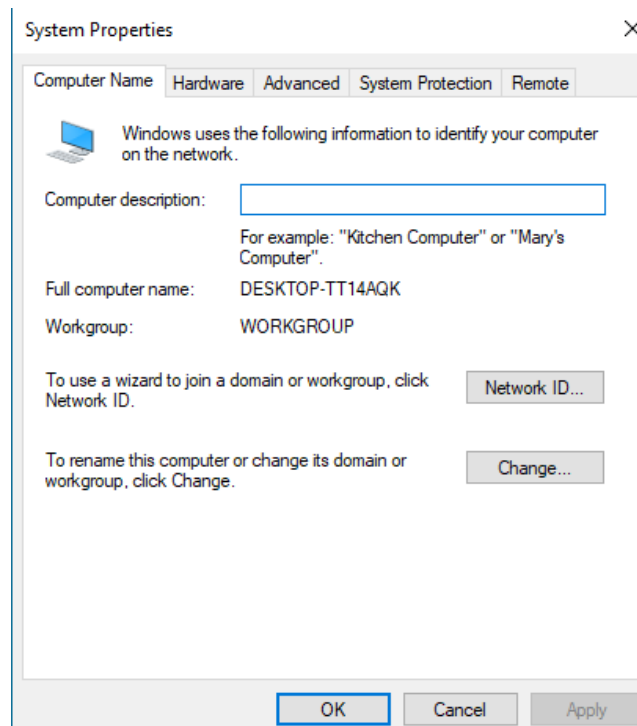 System Properties
Computer Name
Hardware
Advanced
System Protection
Remote
Windows uses the following information to identify your computer
on the network.
Computer description:
For example: "Kitchen Computer" or "Mary's
Computer".
Full computer name:
DESKTOP-TT14AQK
Workgroup:
WORKGROUP
To use a wizard to join a domain or workgroup, click
Network ID.
Network ID...
To rename this computer or change its domain or
workgroup, click Change.
Change...
OK
Cancel
Apply